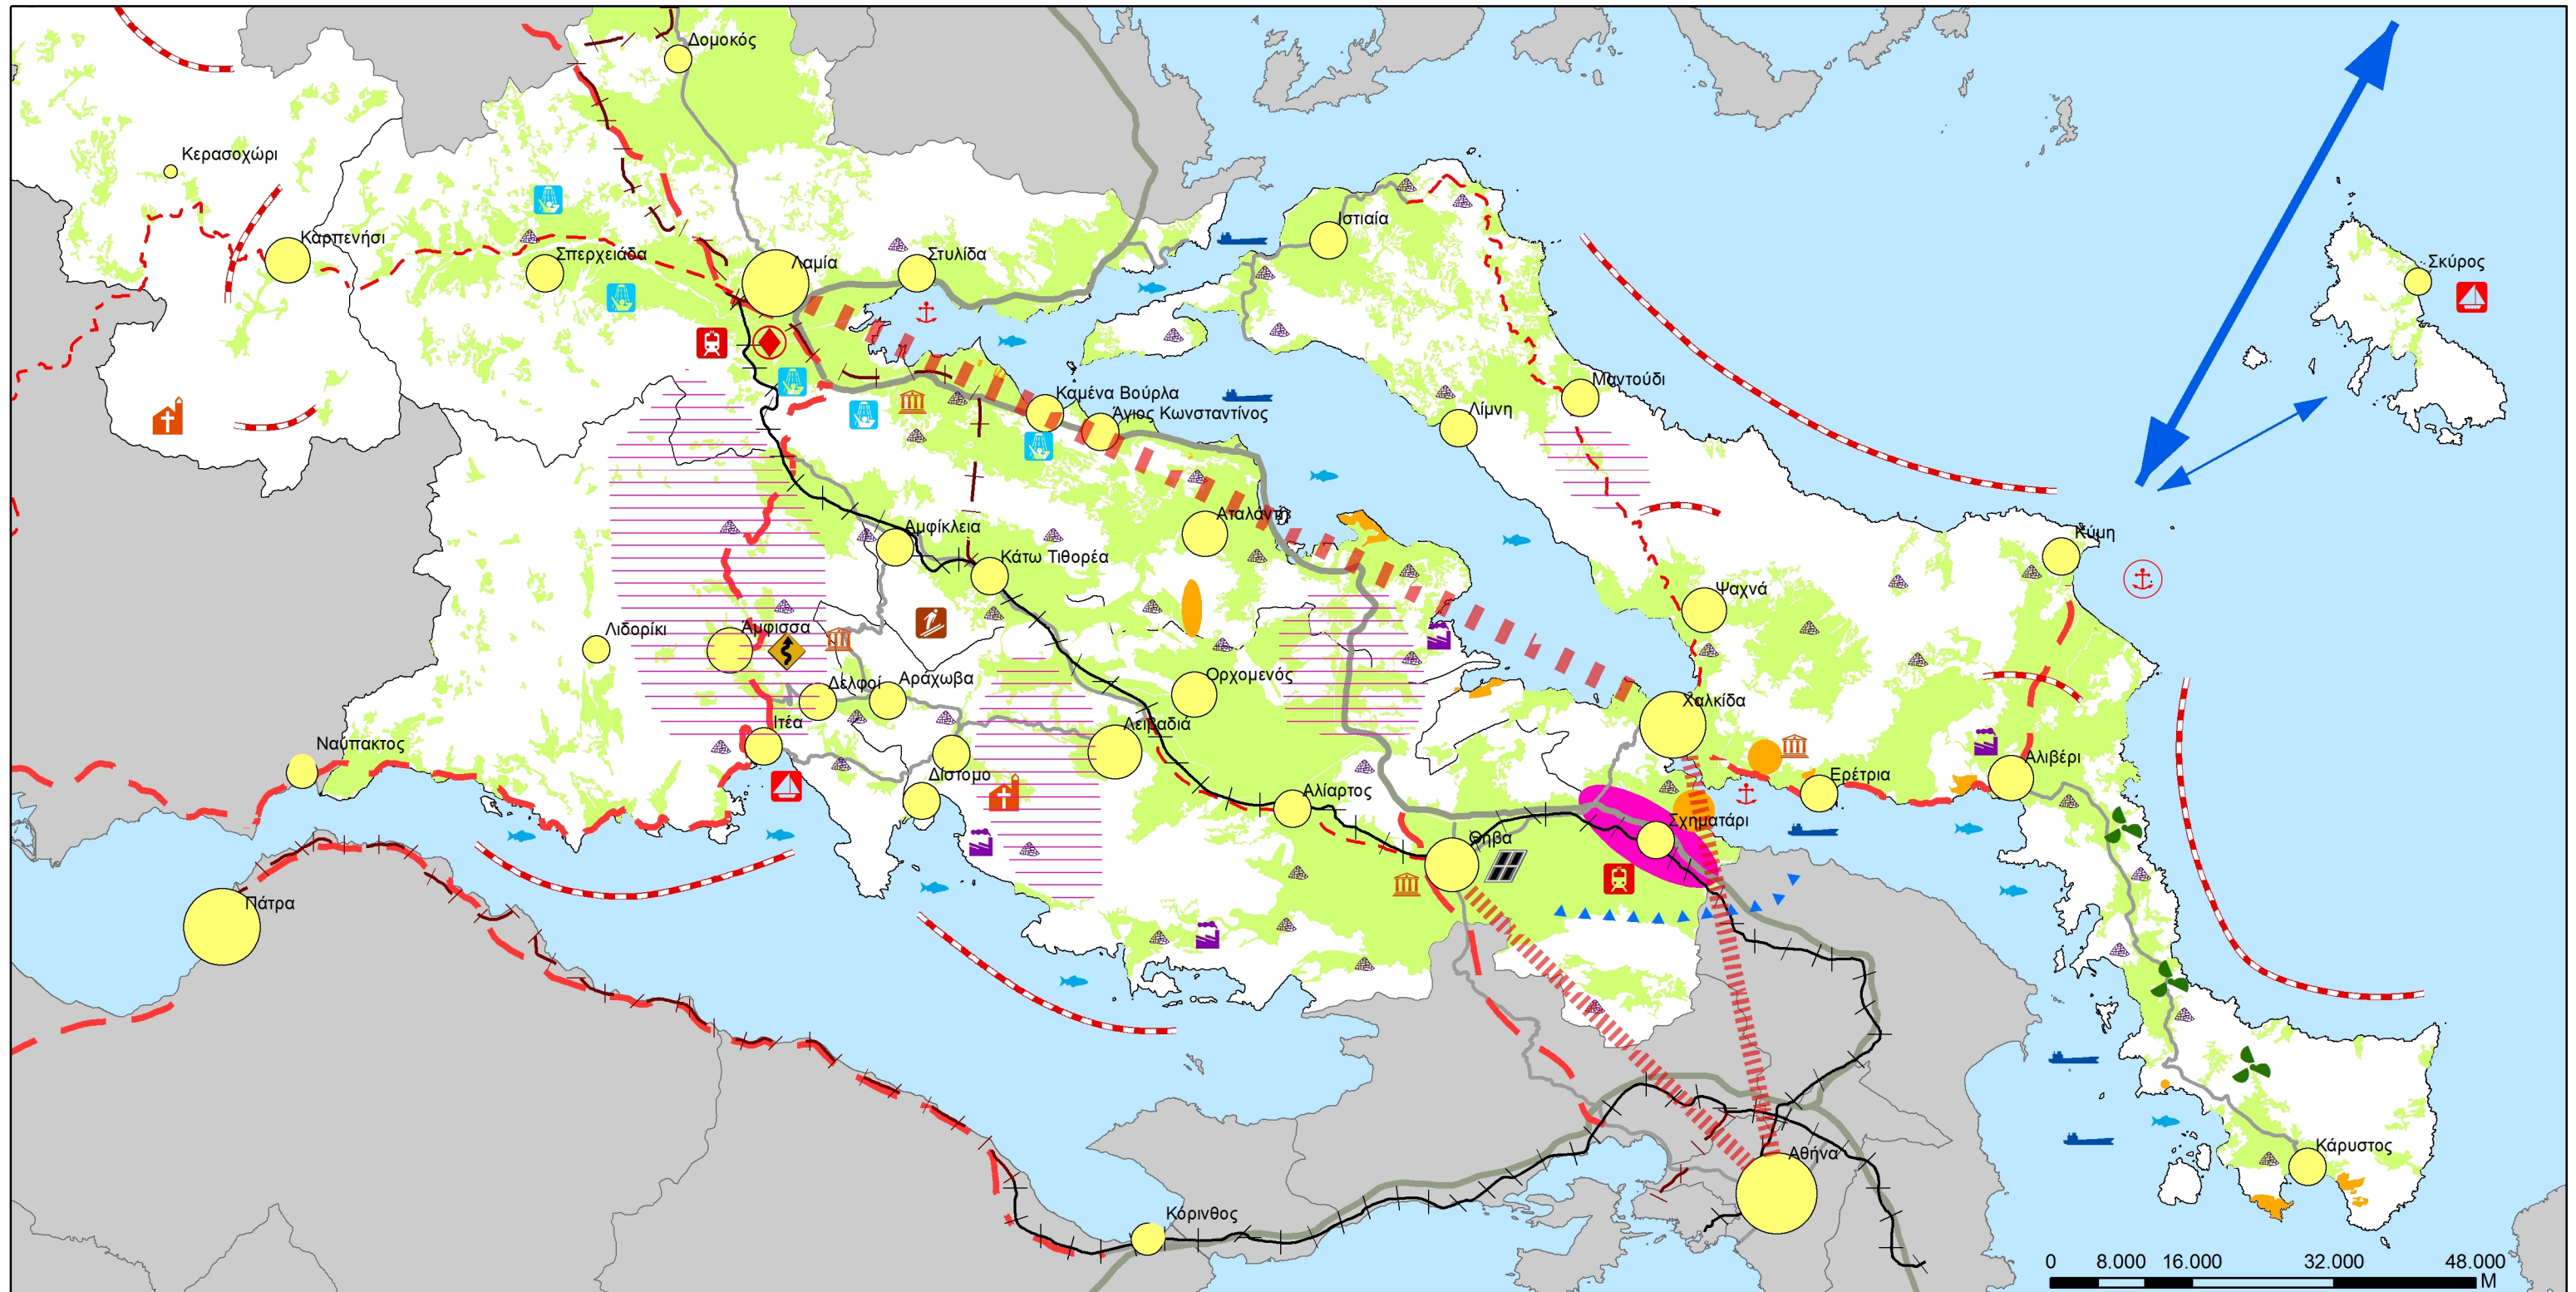 Δομοκός
Κερασοχώρι
Καρπενήσι
Σπερχειάδα
Λαμία
Στυλίδα
Ιστιαία
Σκύρος
Μαντούδι
Λίμνη
Καμένα Βούρλα
Άγιος Κωνσταντίνος
Αταλάντη
Αμφίκλεια
Κάτω Τιθορέα
Κύμη
Ψαχνά
Λιδορίκι
Άμφισσα
Δελφοί
Αράχωβα
Ορχομενός
Ιτέα
Λειβαδιά
Χαλκίδα
Ναύπακτος
Δίστομο
Αλίαρτος
Ερέτρια
Αλιβέρι
Σχηματάρι
Θήβα
Πάτρα
Αθήνα
Κάρυστος
Κόρινθος
0 8.000 16.000 32.000 48.000
M